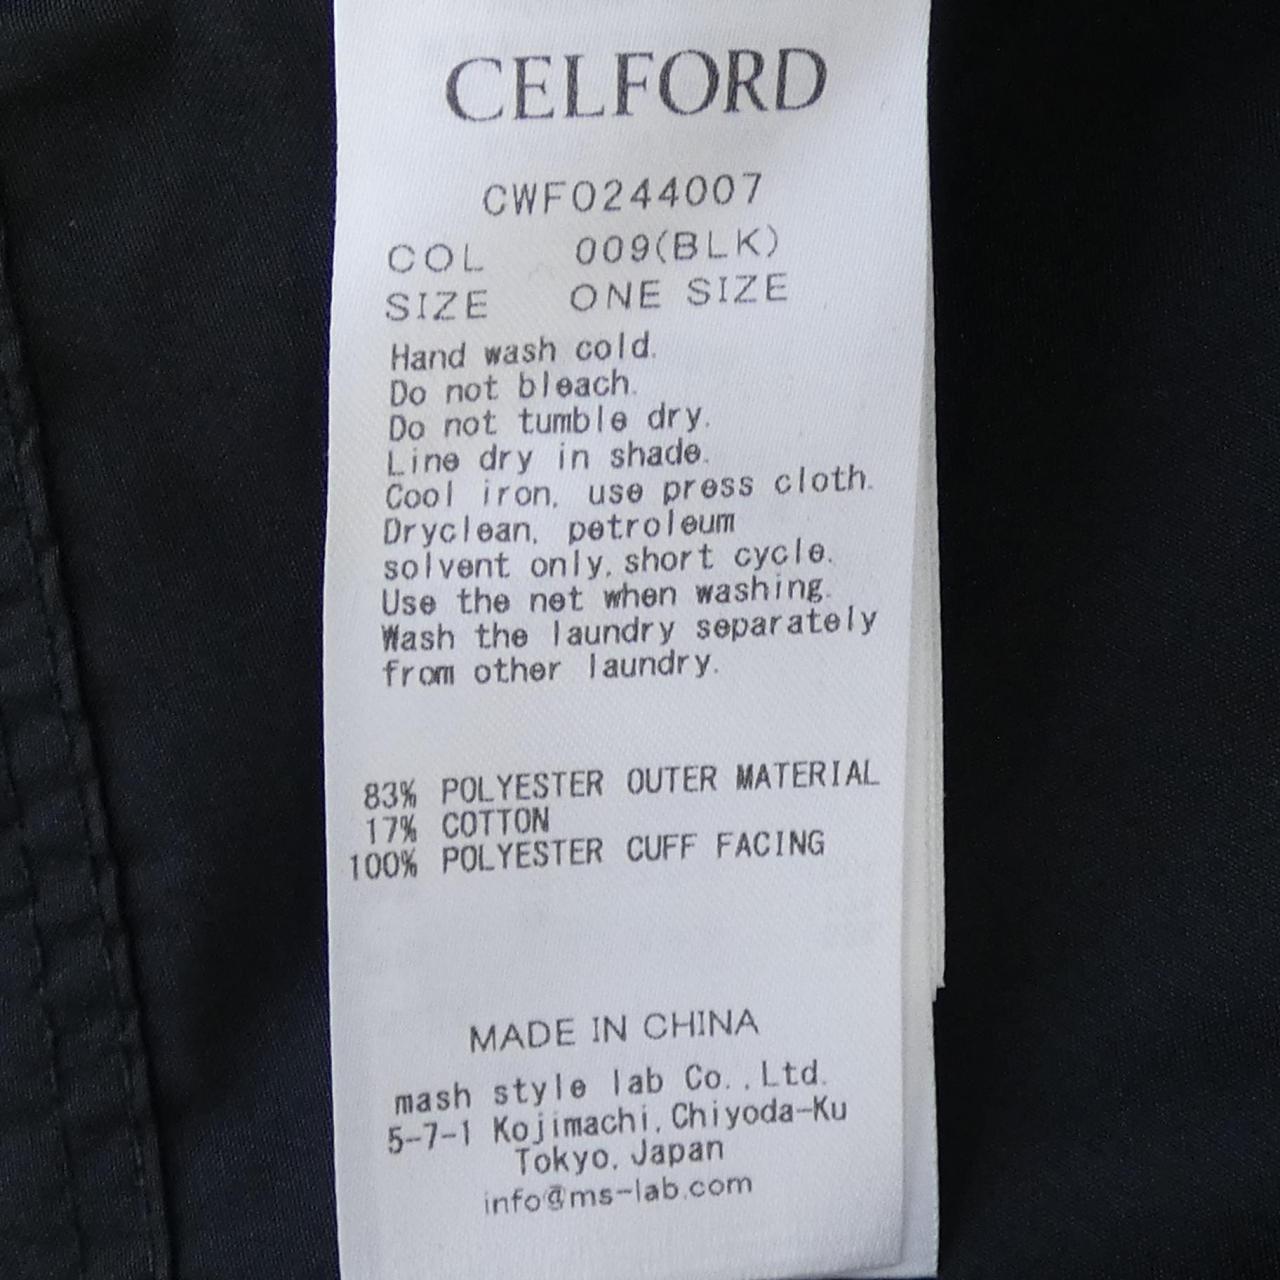 CELFORD
CWFO244007
COL 009(BLK)
SIZE ONE SIZE
Hand wash cold.
Do not bleach.
Do not tumble dry.
Line dry in shade.
Cool iron, use press cloth.
Dryclean, petroleum
solvent only, short cycle.
Use the net when washing.
Wash the laundry separately
from other laundry.
83% POLYESTER OUTER MATERIAL
17% COTTON
100% POLYESTER CUFF FACING
MADE IN CHINA
mash style lab Co.,Ltd.
5-7-1 Kojimachi, Chiyoda-Ku
Tokyo, Japan
info@ms-lab.com